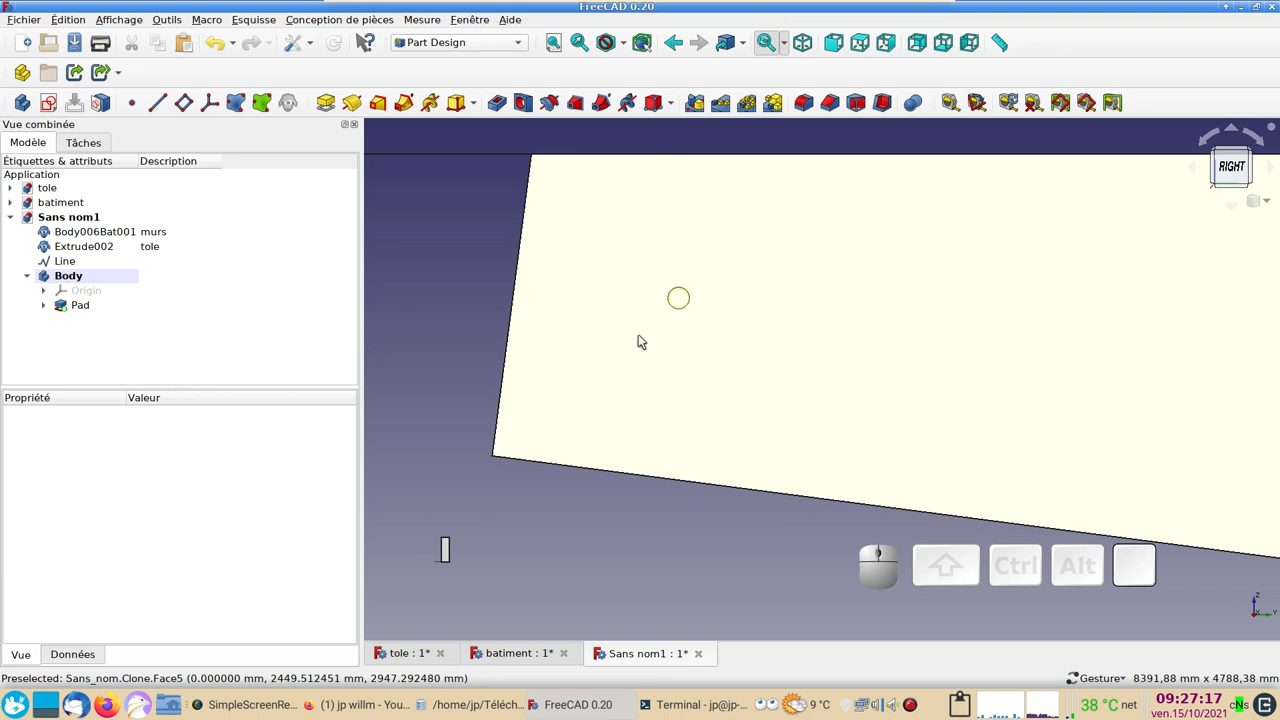 FreeCAD 0.20
Fichier Édition Affichage Outils Macro Esquisse Conception de pièces Mesure Fenêtre Aide
Part Design
Vue combinée
Modèle Tâches
Étiquettes & attributs Description
Application
tole
batiment
Sans nom1
Body006Bat001 murs
Extrude002 tole
Line
Body
Origin
Pad
Propriété Valeur
RIGHT
Ctrl Alt
Z
Y
Vue Données
tole : 1* batiment : 1* Sans nom1 : 1*
Preselected: Sans_nom.Clone.Face5 (0.000000 mm, 2449.512451 mm, 2947.292480 mm) Gesture 8391,88 mm x 4788,38 mm
SimpleScreenRe... (1) jp willm - You... /home/jp/Téléch... FreeCAD 0.20 Terminal - jp@jp-... 9 °C 38 °C net 09:27:17 cNs
ven.15/10/2021